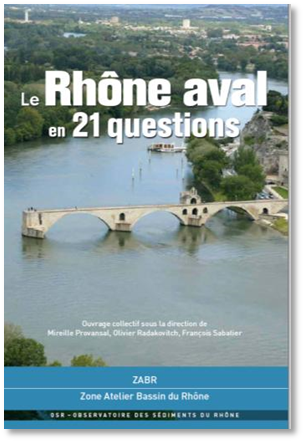 Le Rhône aval
en 21 questions
Ouvrage collectif sous la direction de
Mireille Provansal, Olivier Radakovitch, François Sabatier
ZABR
Zone Atelier Bassin du Rhône
OSR – OBSERVATOIRE DES SÉDIMENTS DU RHÔNE